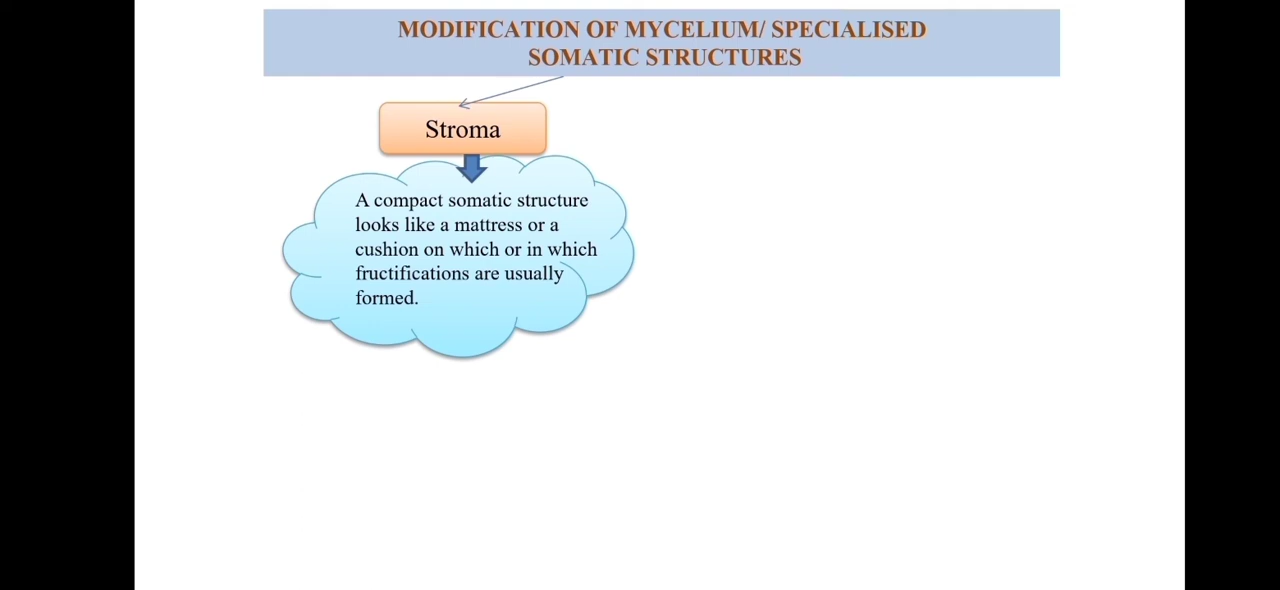 MODIFICATION OF MYCELIUM/ SPECIALISED
SOMATIC STRUCTURES
Stroma
A compact somatic structure
looks like a mattress or a
cushion on which or in which
fructifications are usually
formed.